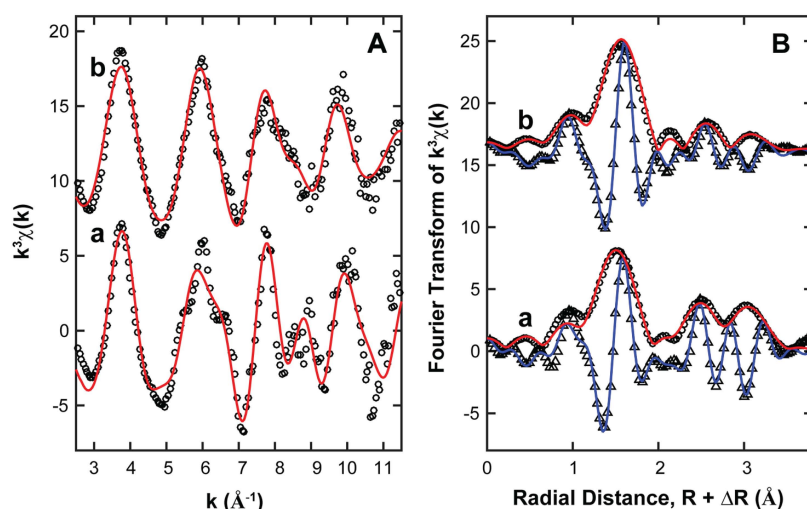 A
20
15
10
5
0
-5
b
a
k³χ(k)
3 4 5 6 7 8 9 10 11
k (Å⁻¹)
B
25
20
15
10
5
0
-5
b
a
Fourier Transform of k³χ(k)
0 1 2 3
Radial Distance, R + ΔR (Å)